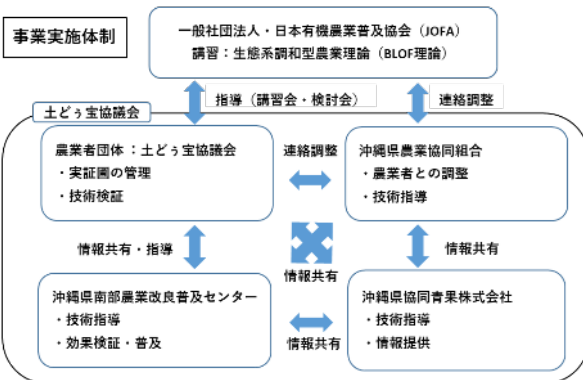 事業実施体制
一般社団法人・日本有機農業普及協会（JOFA）
講習：生態系調和型農業理論（BLOF理論）
指導（講習会・検討会）
連絡調整
土どぅ宝協議会
農業者団体：土どぅ宝協議会
・実証圃の管理
・技術検証
連絡調整
沖縄県農業協同組合
・農業者との調整
・技術指導
情報共有・指導
情報共有
情報共有
沖縄県南部農業改良普及センター
・技術指導
・効果検証・普及
情報共有
沖縄県協同青果株式会社
・技術指導
・情報提供